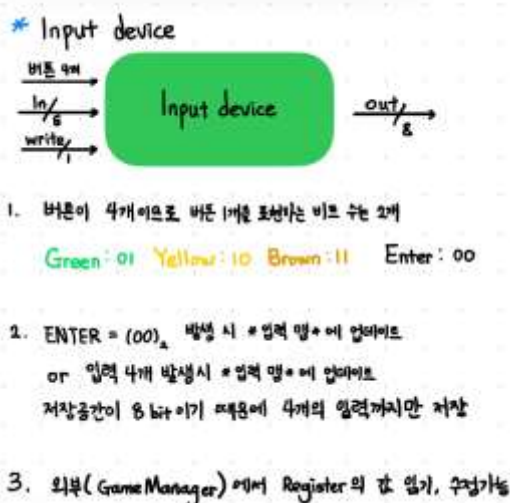 * Input device
버튼 4개
In/8
write/1
Input device
out/8
1. 버튼이 4개이므로 버튼 1개를 표현하는 비트 수는 2개
Green : 01 Yellow : 10 Brown : 11 Enter : 00
2. ENTER = (00)₂ 발생 시 *입력 맵*에 업데이트
or 입력 4개 발생시 *입력 맵*에 업데이트
저장공간이 8 bit이기 때문에 4개의 입력까지만 저장
3. 외부(GameManager)에서 Register의 값 읽기, 수정가능